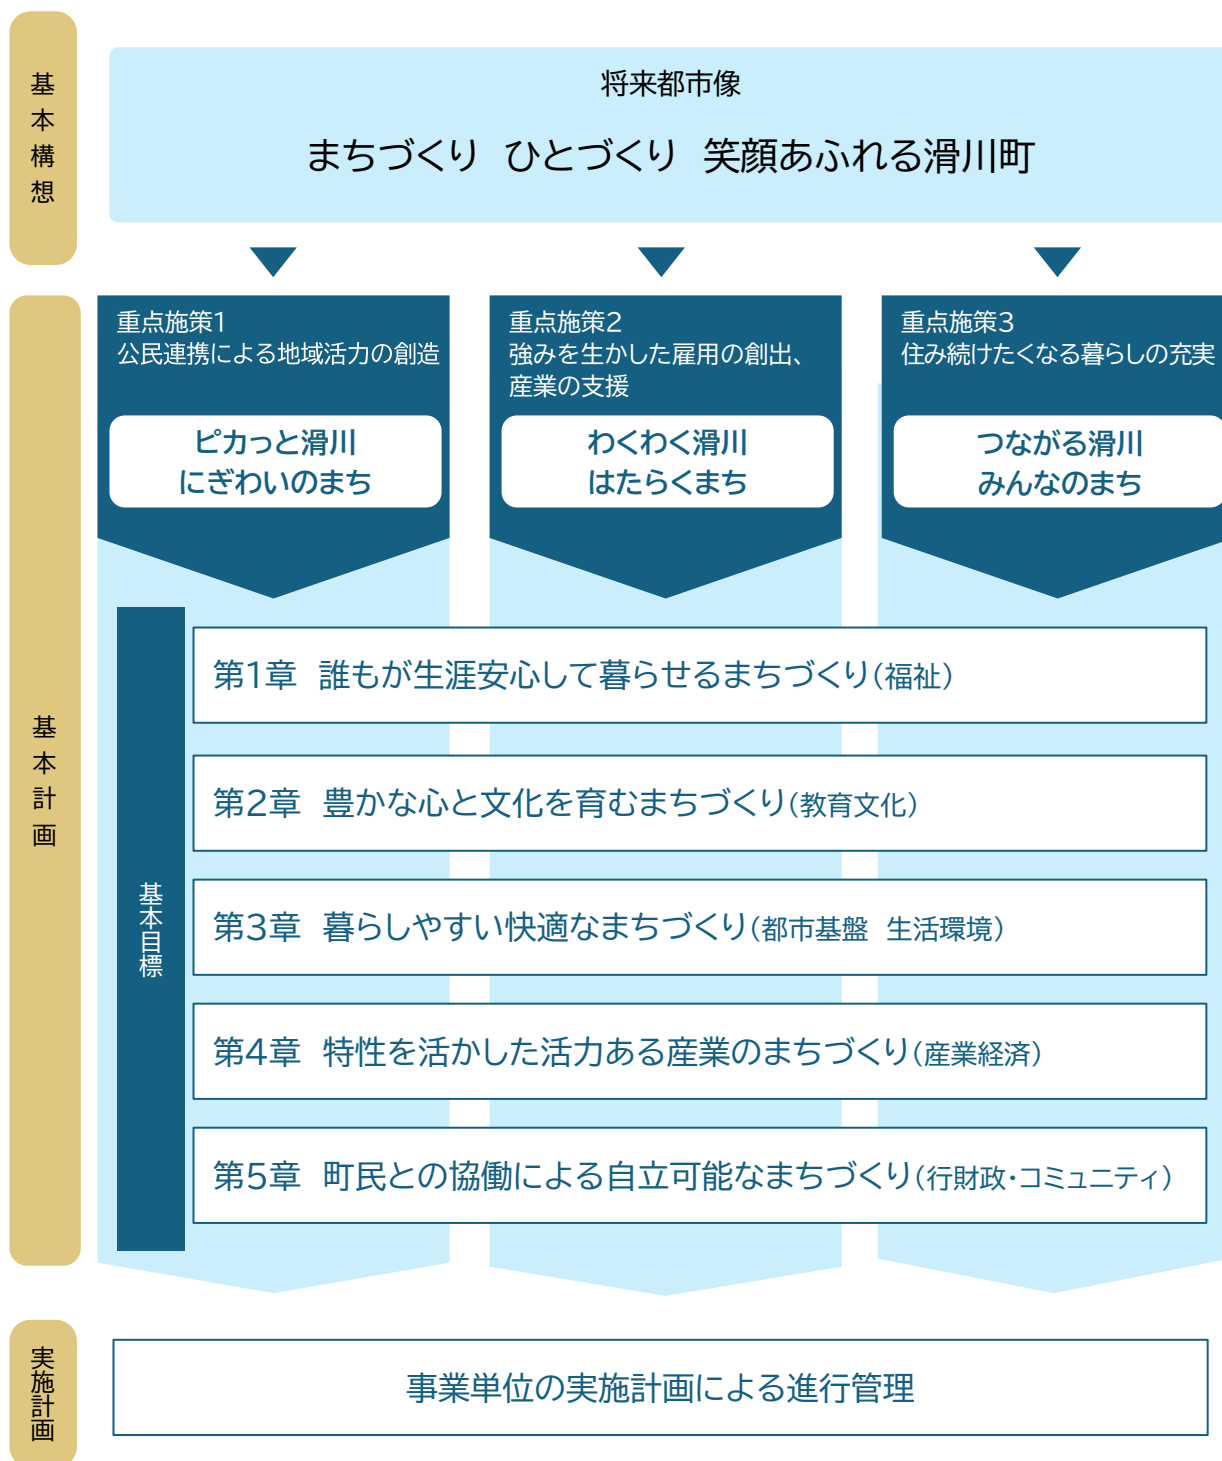 基本構想
将来都市像
まちづくり ひとづくり 笑顔あふれる滑川町
基本計画
重点施策1
公民連携による地域活力の創造
ピカっと滑川
にぎわいのまち
重点施策2
強みを生かした雇用の創出、
産業の支援
わくわく滑川
はたらくまち
重点施策3
住み続けたくなる暮らしの充実
つながる滑川
みんなのまち
基本目標
第1章 誰もが生涯安心して暮らせるまちづくり(福祉)
第2章 豊かな心と文化を育むまちづくり(教育文化)
第3章 暮らしやすい快適なまちづくり(都市基盤 生活環境)
第4章 特性を活かした活力ある産業のまちづくり(産業経済)
第5章 町民との協働による自立可能なまちづくり(行財政・コミュニティ)
実施計画
事業単位の実施計画による進行管理